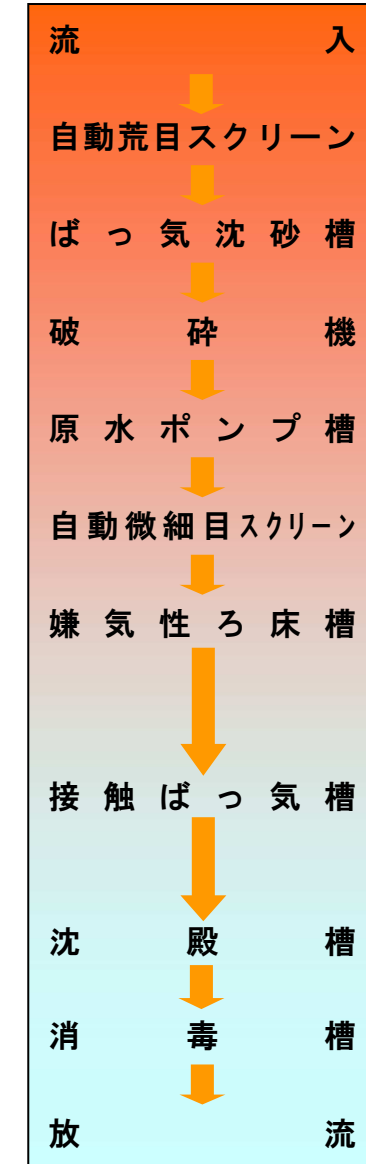 流入
自動荒目スクリーン
ばっ気沈砂槽
破砕機
原水ポンプ槽
自動微細目スクリーン
嫌気性ろ床槽
接触ばっ気槽
沈殿槽
消毒槽
放流